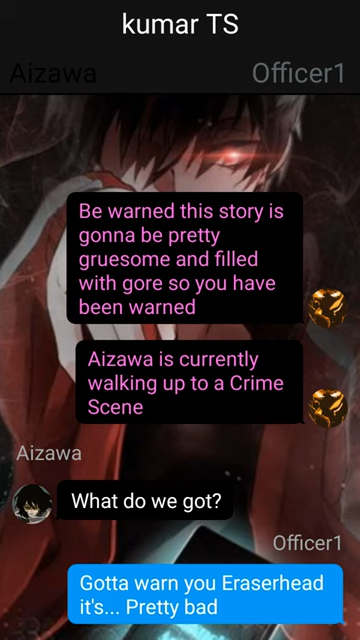 kumar TS
Aizawa Officer1
Be warned this story is
gonna be pretty
gruesome and filled
with gore so you have
been warned
Aizawa is currently
walking up to a Crime
Scene
Aizawa
What do we got?
Officer1
Gotta warn you Eraserhead
it's... Pretty bad